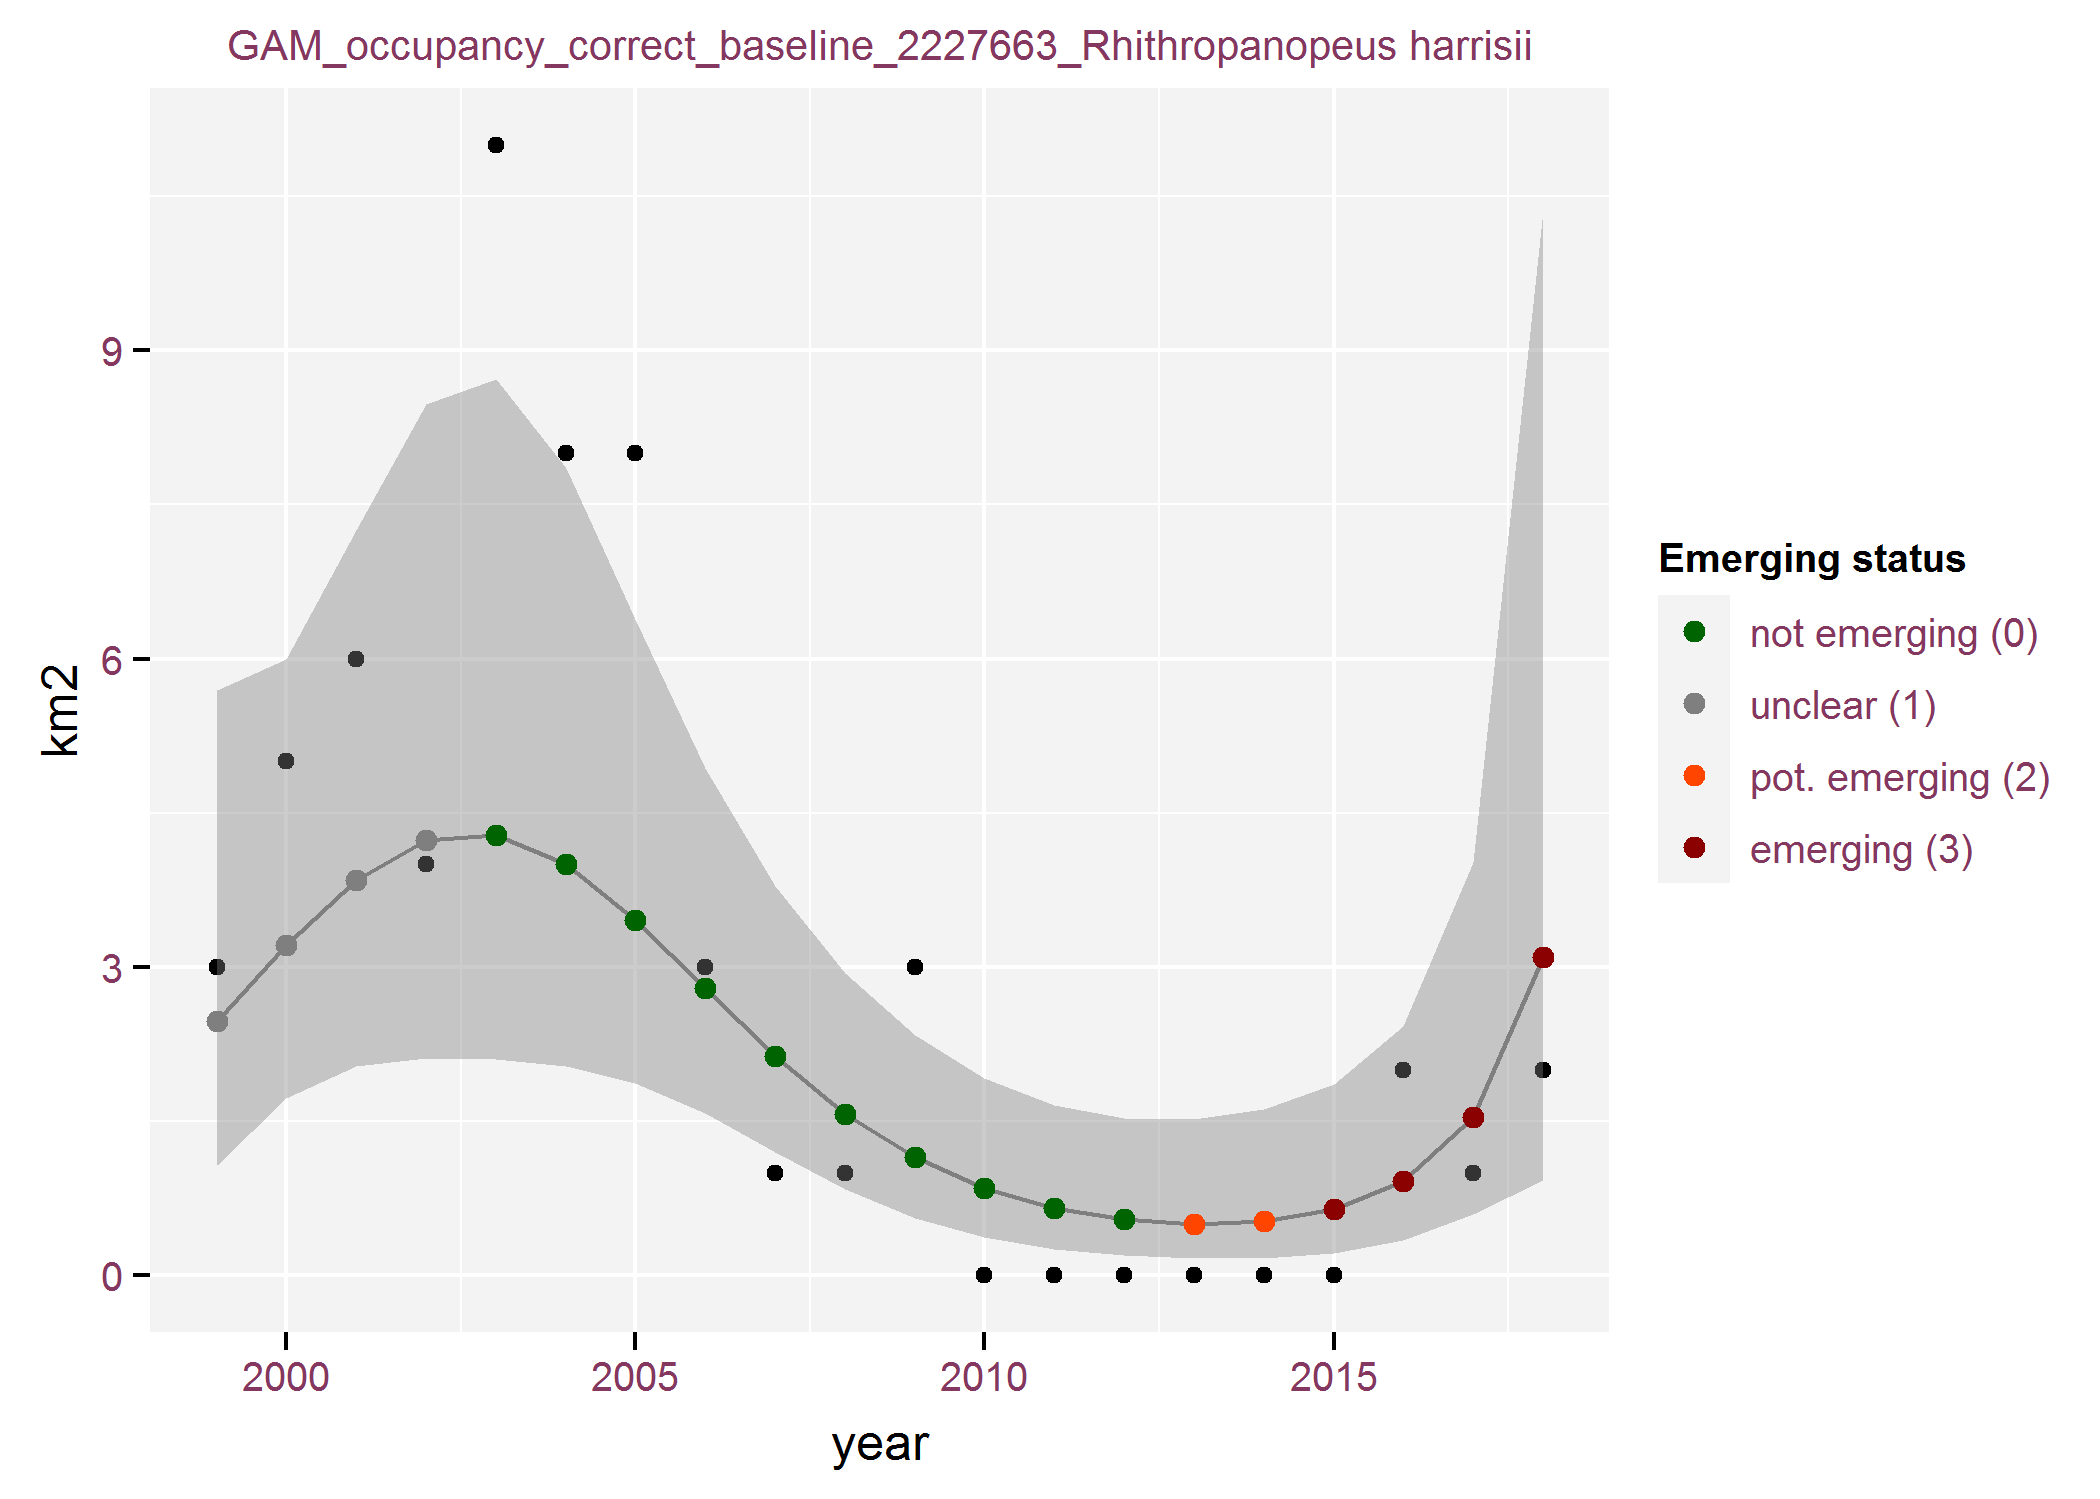 GAM_occupancy_correct_baseline_2227663_Rhithropanopeus harrisii
9
6
3
0
km2
2000 2005 2010 2015
year
Emerging status
not emerging (0)
unclear (1)
pot. emerging (2)
emerging (3)